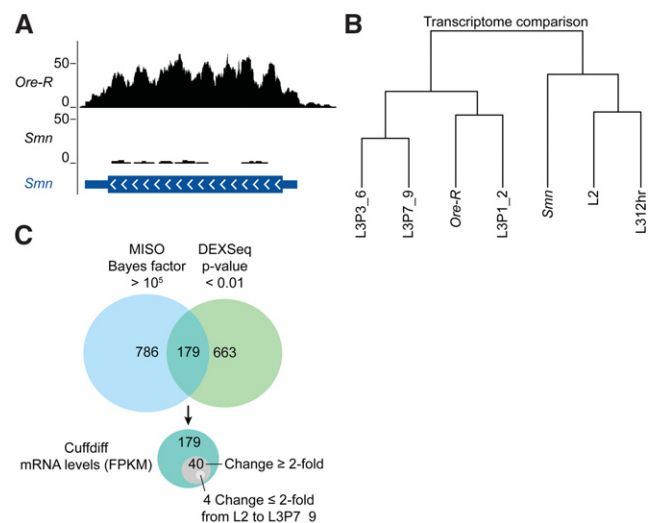 A
50
Ore-R
0
50
Smn
0
Smn
B
Transcriptome comparison
L3P3_6
L3P7_9
Ore-R
L3P1_2
Smn
L2
L312hr
C
MISO
Bayes factor
> 10⁵
DEXSeq
p-value
< 0.01
786
179
663
Cuffdiff
mRNA levels (FPKM)
179
40
Change ≥ 2-fold
4 Change ≤ 2-fold
from L2 to L3P7_9